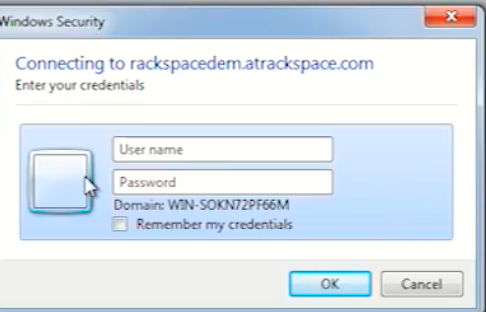 Windows Security
Connecting to rackspacedem.atrackspace.com
Enter your credentials
User name
Password
Domain: WIN-SOKN72PF66M
Remember my credentials
OK
Cancel